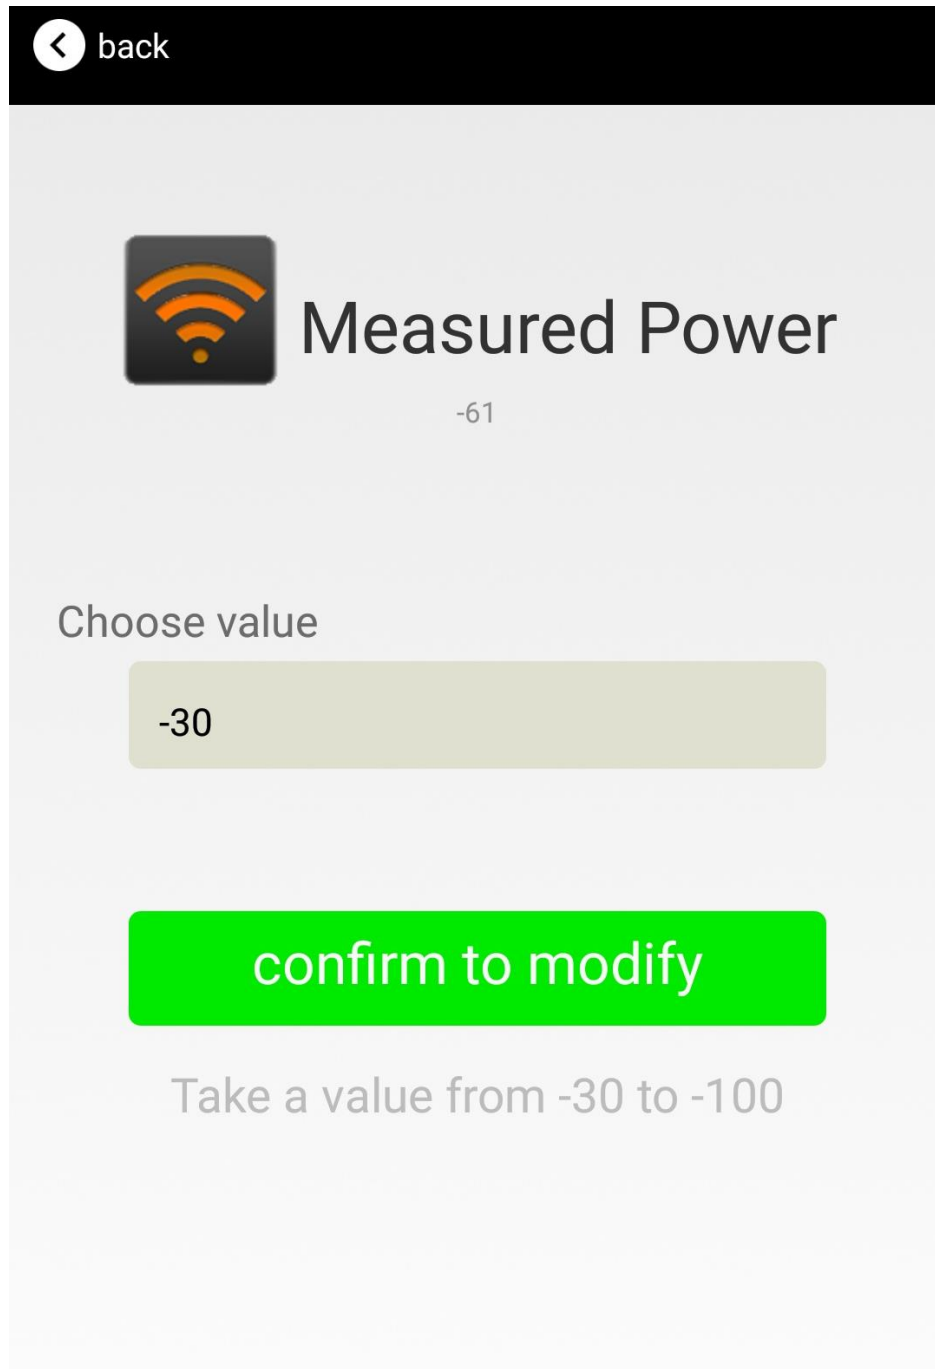 back
Measured Power
-61
Choose value
-30
confirm to modify
Take a value from -30 to -100